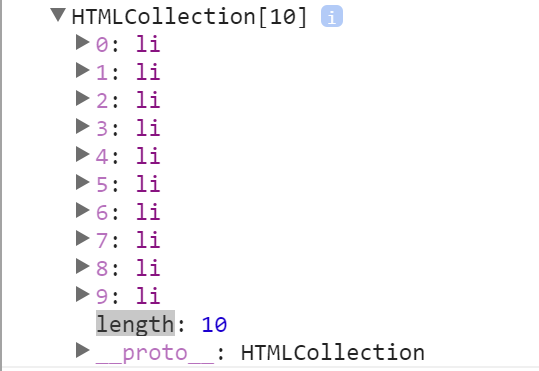 HTMLCollection[10] i
0: li
1: li
2: li
3: li
4: li
5: li
6: li
7: li
8: li
9: li
length: 10
__proto__: HTMLCollection